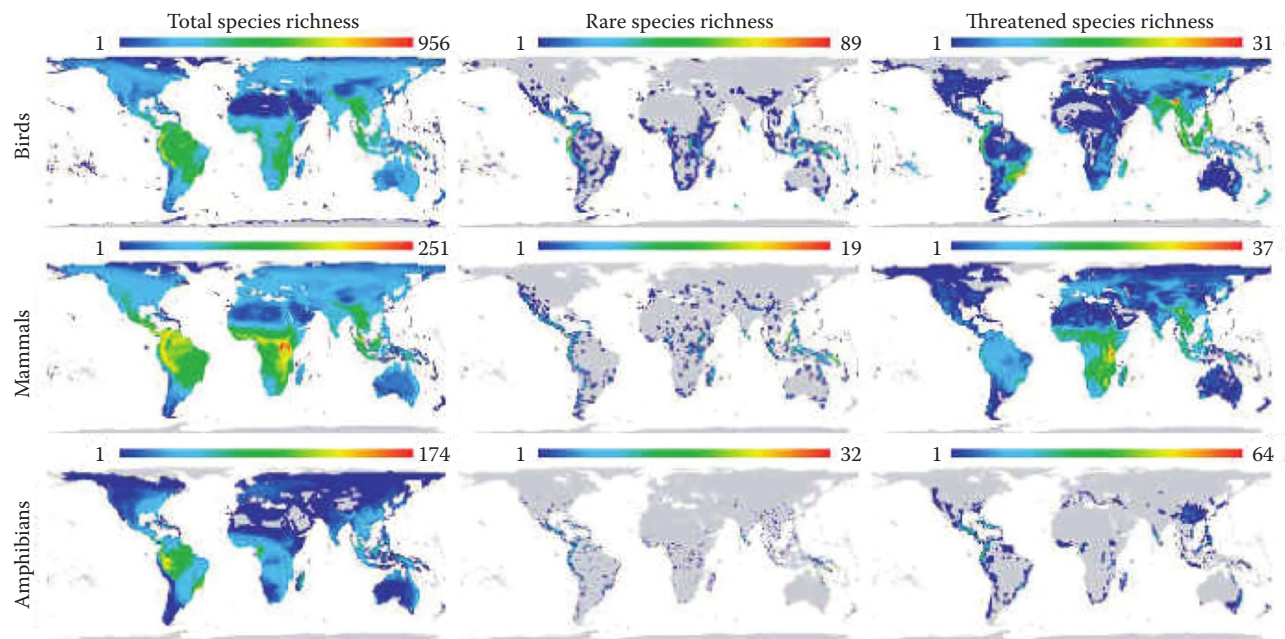 Total species richness
Rare species richness
Threatened species richness
1 956
1 89
1 31
Birds
1 251
1 19
1 37
Mammals
1 174
1 32
1 64
Amphibians